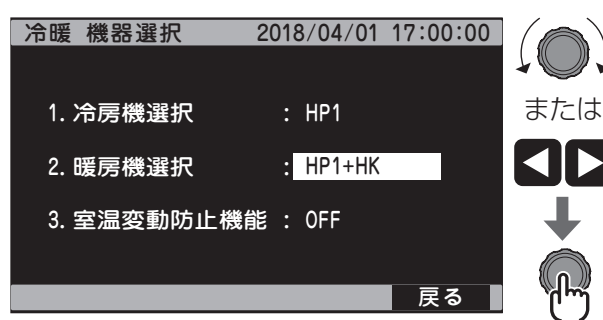 冷暖 機器選択 2018/04/01 17:00:00
1. 冷房機選択 : HP1
2. 暖房機選択 : HP1+HK
3. 室温変動防止機能 : OFF
戻る
または